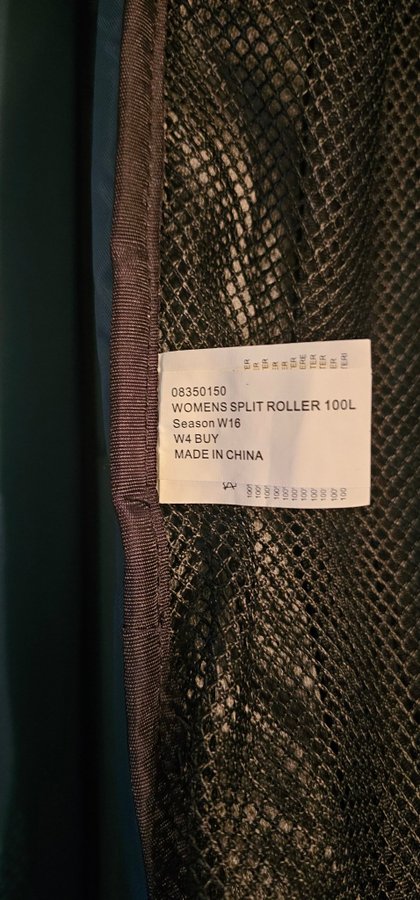 08350150
WOMENS SPLIT ROLLER 100L
Season W16
W4 BUY
MADE IN CHINA